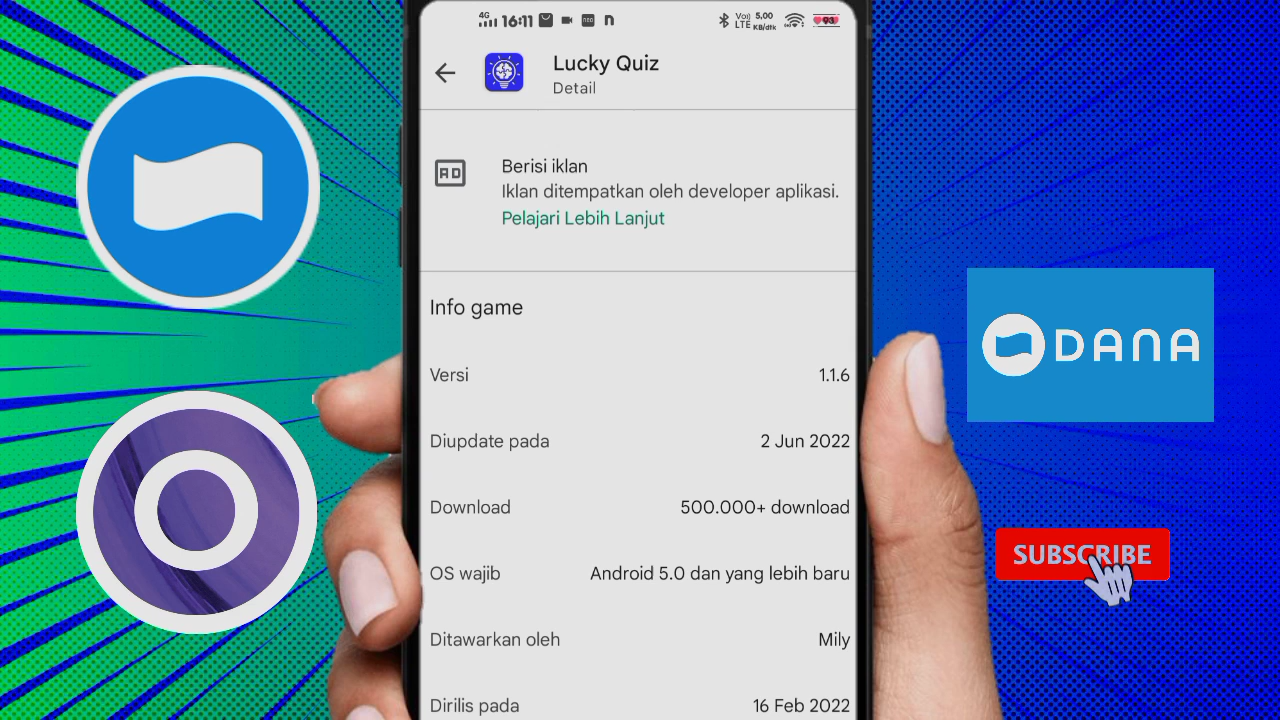 4G 16:11 n Vo) LTE 5,00 KB/dtk 93
Lucky Quiz
Detail
AD
Berisi iklan
Iklan ditempatkan oleh developer aplikasi.
Pelajari Lebih Lanjut
Info game
Versi 1.1.6
Diupdate pada 2 Jun 2022
Download 500.000+ download
OS wajib Android 5.0 dan yang lebih baru
Ditawarkan oleh Mily
Dirilis pada 16 Feb 2022
DANA
SUBSCRIBE